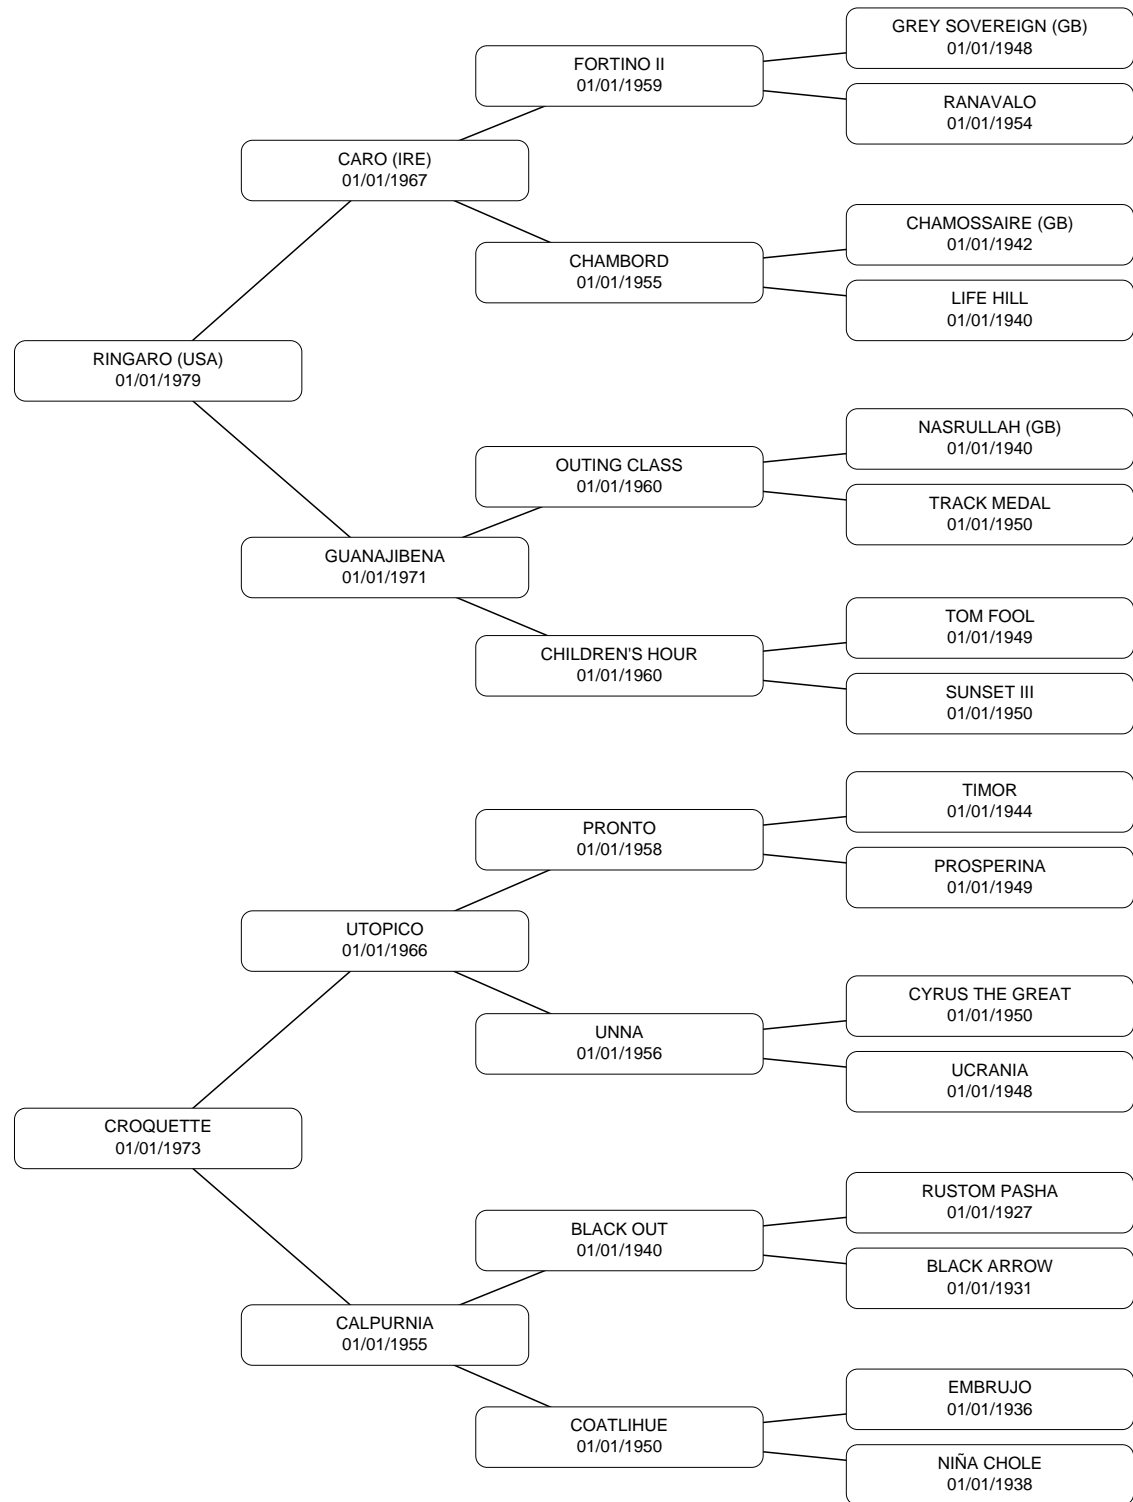 GREY SOVEREIGN (GB)
01/01/1948
FORTINO II
01/01/1959
RANAVALO
01/01/1954
CARO (IRE)
01/01/1967
CHAMOSSAIRE (GB)
01/01/1942
CHAMBORD
01/01/1955
LIFE HILL
01/01/1940
RINGARO (USA)
01/01/1979
NASRULLAH (GB)
01/01/1940
OUTING CLASS
01/01/1960
TRACK MEDAL
01/01/1950
GUANAJIBENA
01/01/1971
TOM FOOL
01/01/1949
CHILDREN'S HOUR
01/01/1960
SUNSET III
01/01/1950
TIMOR
01/01/1944
PRONTO
01/01/1958
PROSPERINA
01/01/1949
UTOPICO
01/01/1966
CYRUS THE GREAT
01/01/1950
UNNA
01/01/1956
UCRANIA
01/01/1948
CROQUETTE
01/01/1973
RUSTOM PASHA
01/01/1927
BLACK OUT
01/01/1940
BLACK ARROW
01/01/1931
CALPURNIA
01/01/1955
EMBRUJO
01/01/1936
COATLIHUE
01/01/1950
NIÑA CHOLE
01/01/1938